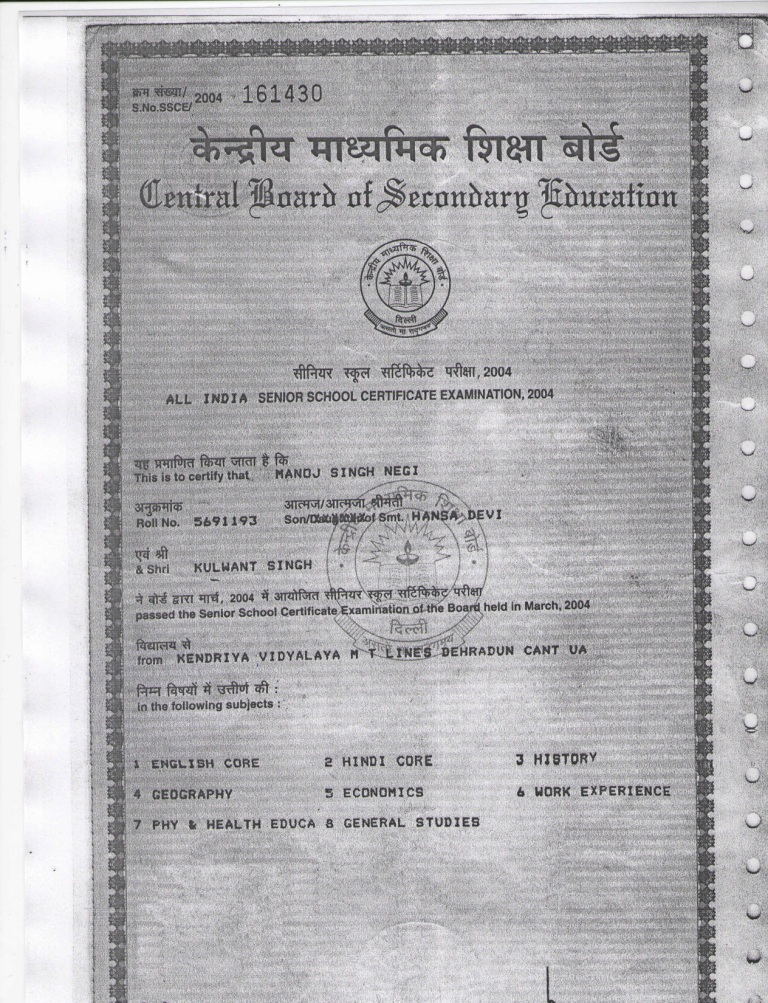 क्रम संख्या/
S.No.SSCE/ 2004 - 161430
केन्द्रीय माध्यमिक शिक्षा बोर्ड
Central Board of Secondary Education
केन्द्रीय माध्यमिक शिक्षा बोर्ड
दिल्ली
सीनियर स्कूल सर्टिफिकेट परीक्षा, 2004
ALL INDIA SENIOR SCHOOL CERTIFICATE EXAMINATION, 2004
यह प्रमाणित किया जाता है कि
This is to certify that MANOJ SINGH NEGI
अनुक्रमांक आत्मज/आत्मजा श्रीमती
Roll No. 5691193 Son/ of Smt. HANSA DEVI
एवं श्री
& Shri KULWANT SINGH
ने बोर्ड द्वारा मार्च, 2004 में आयोजित सीनियर स्कूल सर्टिफिकेट परीक्षा
passed the Senior School Certificate Examination of the Board held in March, 2004
दिल्ली
विद्यालय से
from KENDRIYA VIDYALAYA M T LINES DEHRADUN CANT UA
निम्न विषयों में उत्तीर्ण की :
in the following subjects :
1 ENGLISH CORE 2 HINDI CORE 3 HISTORY
4 GEOGRAPHY 5 ECONOMICS 6 WORK EXPERIENCE
7 PHY & HEALTH EDUCA 8 GENERAL STUDIES